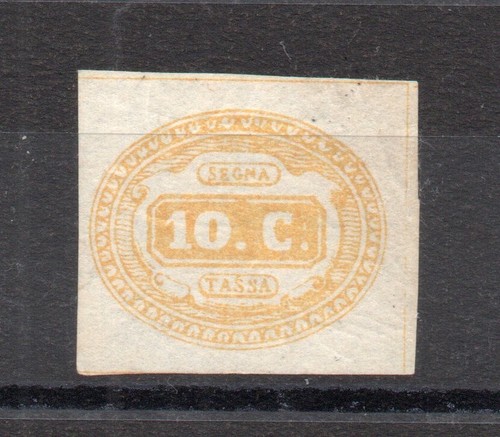 SEGNA
10. C.
TASSA